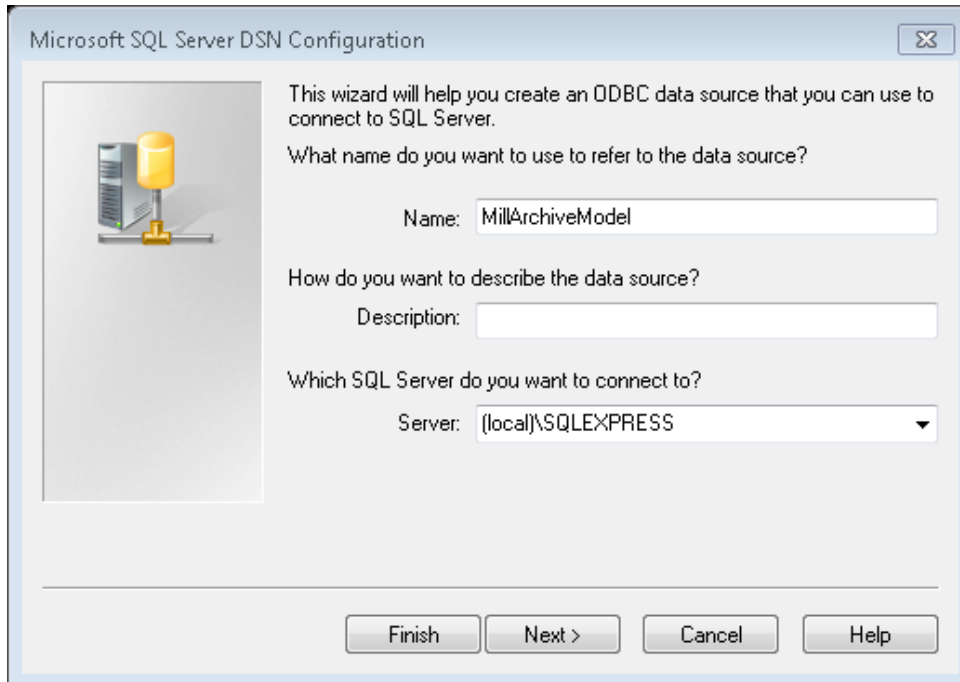 Microsoft SQL Server DSN Configuration
This wizard will help you create an ODBC data source that you can use to
connect to SQL Server.
What name do you want to use to refer to the data source?
Name: MillArchiveModel
How do you want to describe the data source?
Description:
Which SQL Server do you want to connect to?
Server: (local)\SQLEXPRESS
Finish Next > Cancel Help